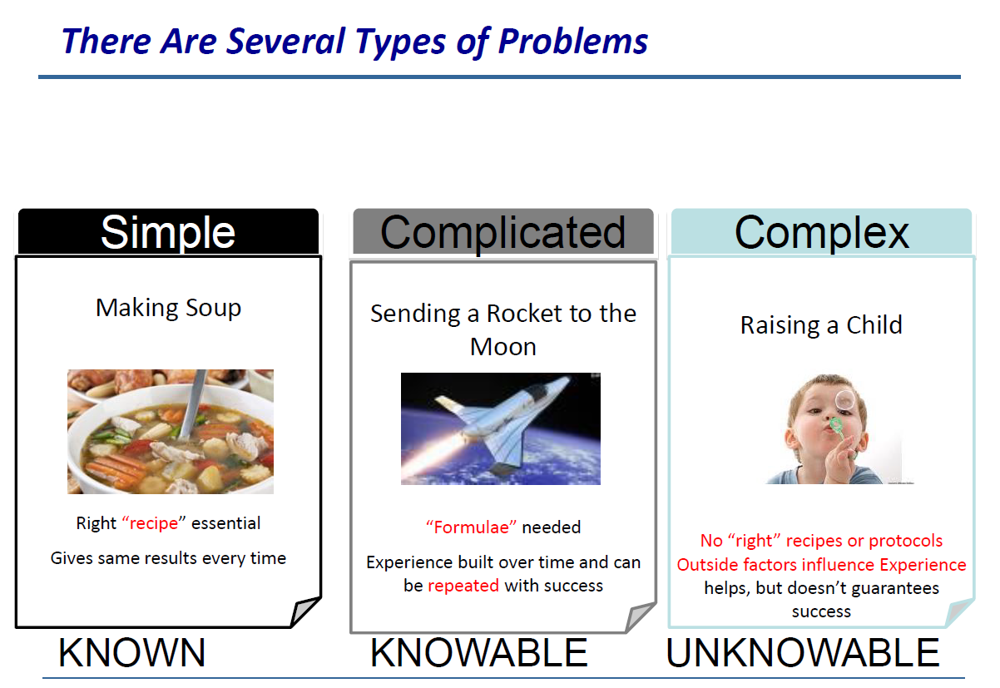 There Are Several Types of Problems
Simple
Making Soup
Right “recipe” essential
Gives same results every time
KNOWN
Complicated
Sending a Rocket to the
Moon
“Formulae” needed
Experience built over time and can
be repeated with success
KNOWABLE
Complex
Raising a Child
No “right” recipes or protocols
Outside factors influence Experience
helps, but doesn’t guarantees
success
UNKNOWABLE